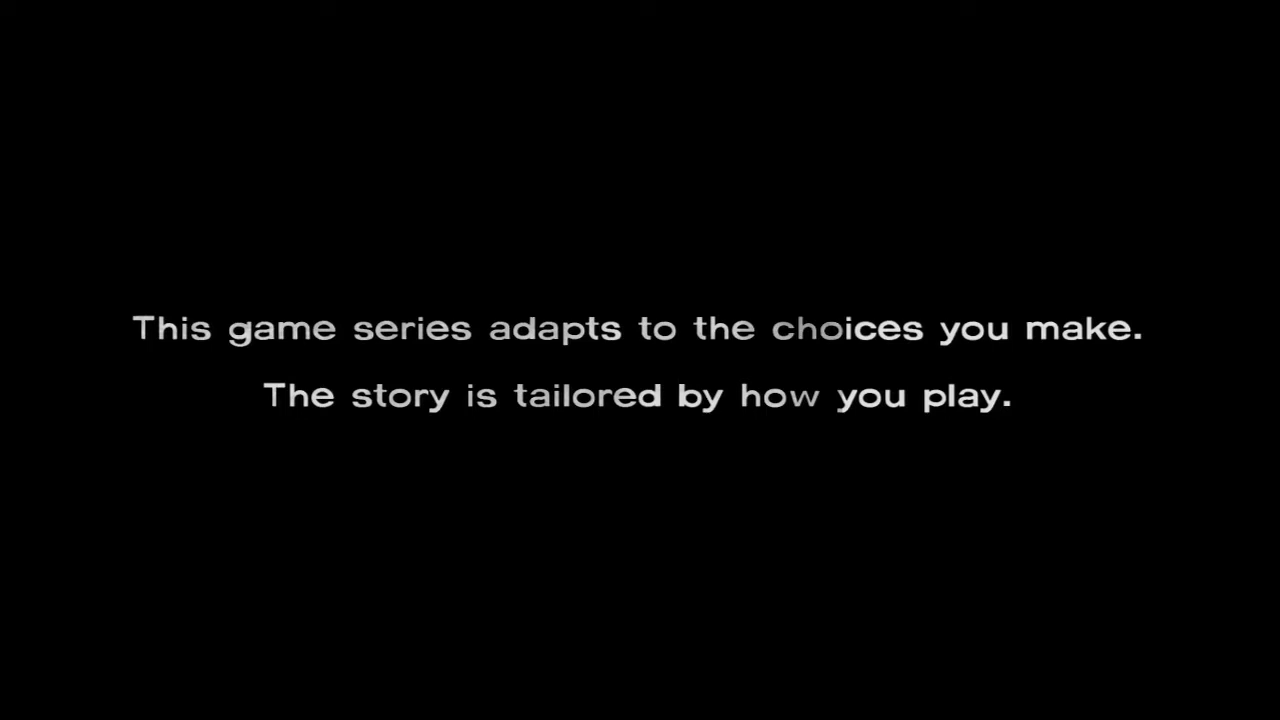 This game series adapts to the choices you make.
The story is tailored by how you play.